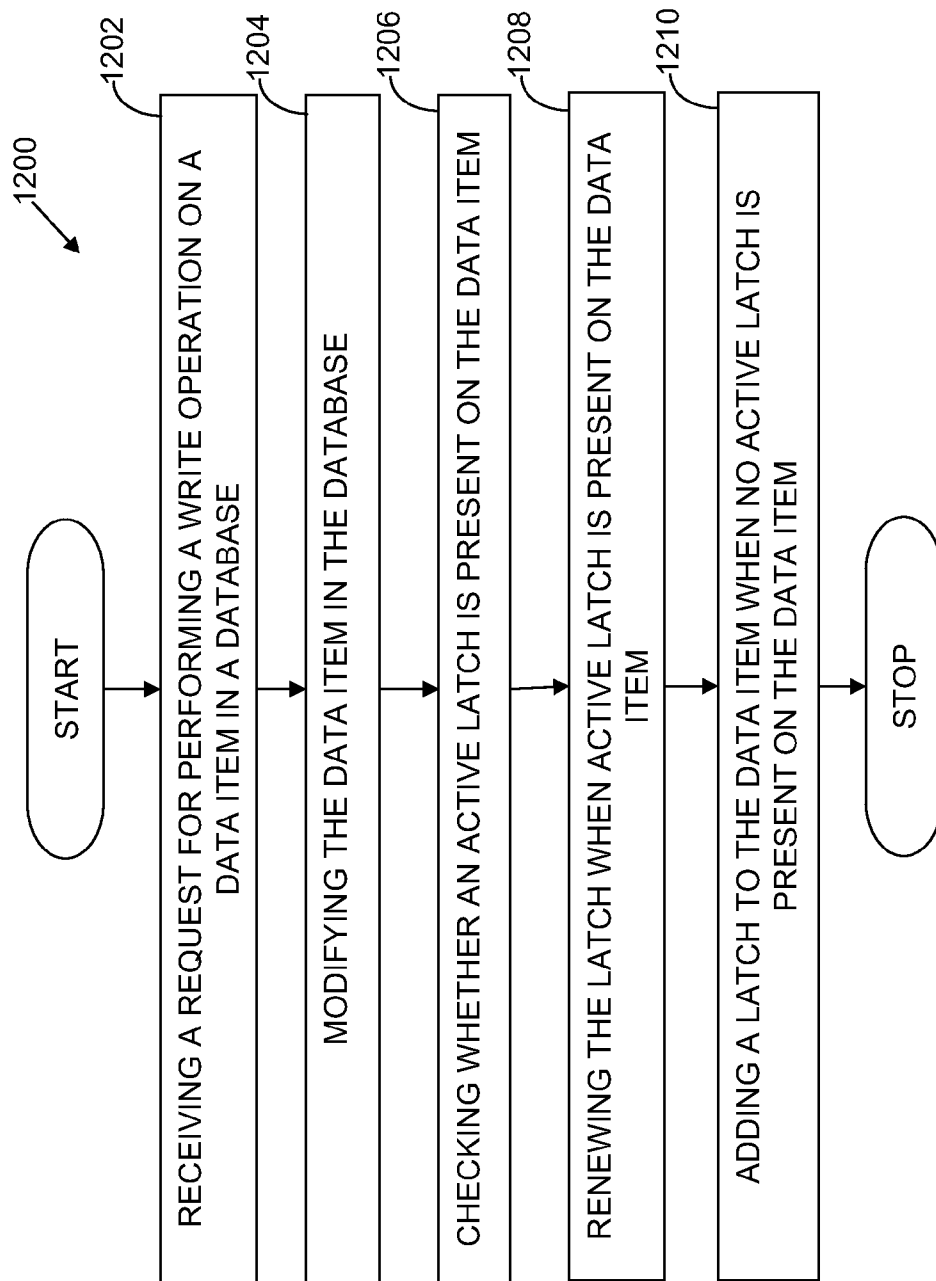 1200
START
1202
RECEIVING A REQUEST FOR PERFORMING A WRITE OPERATION ON A
DATA ITEM IN A DATABASE
1204
MODIFYING THE DATA ITEM IN THE DATABASE
1206
CHECKING WHETHER AN ACTIVE LATCH IS PRESENT ON THE DATA ITEM
1208
RENEWING THE LATCH WHEN ACTIVE LATCH IS PRESENT ON THE DATA
ITEM
1210
ADDING A LATCH TO THE DATA ITEM WHEN NO ACTIVE LATCH IS
PRESENT ON THE DATA ITEM
STOP